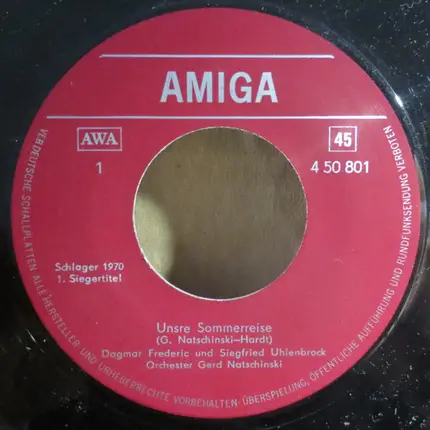 AMIGA
AWA
45
1
4 50 801
Schlager 1970
1. Siegertitel
Unsre Sommerreise
(G. Natschinski–Hardt)
Dagmar Frederic und Siegfried Uhlenbrock
Orchester Gerd Natschinski
VEB DEUTSCHE SCHALLPLATTEN ALLE HERSTELLER- UND URHEBERRECHTE VORBEHALTEN·ÜBERSPIELUNG, ÖFFENTLICHE AUFFÜHRUNG UND RUNDFUNKSENDUNG VERBOTEN